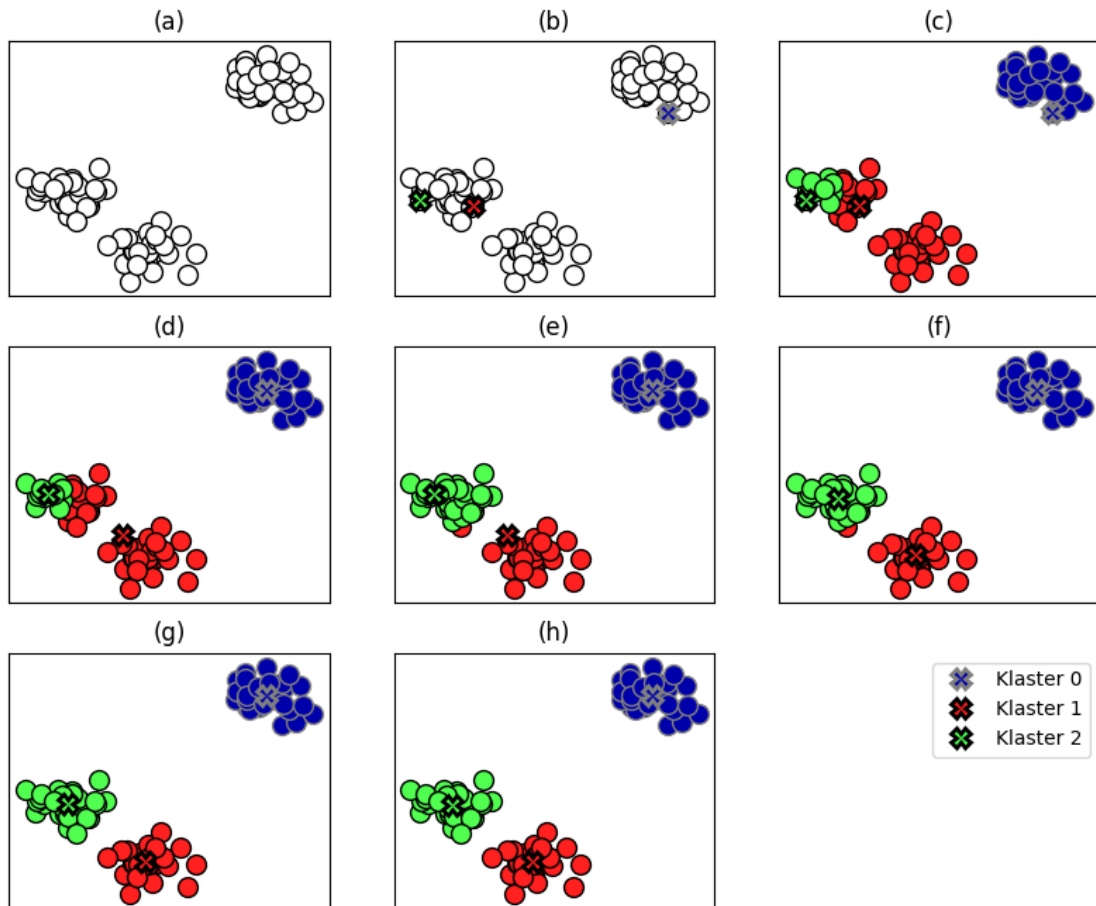 (a)
(b)
(c)
(d)
(e)
(f)
(g)
(h)
Klaster 0
Klaster 1
Klaster 2